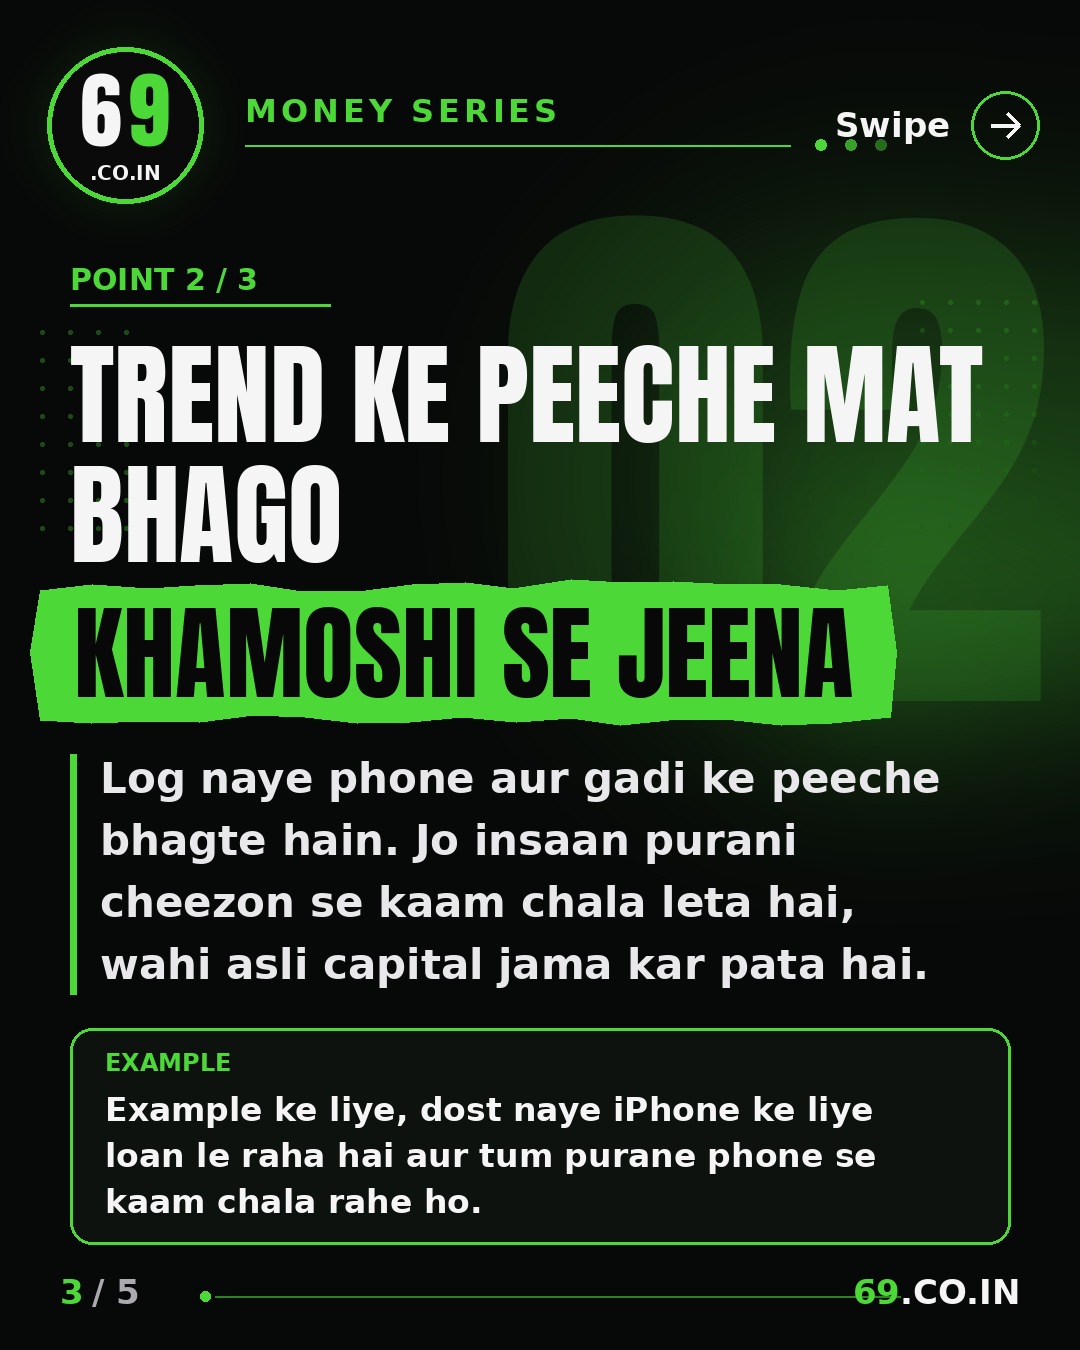 69
.CO.IN
MONEY SERIES
Swipe
02
POINT 2 / 3
TREND KE PEECHE MAT
BHAGO
KHAMOSHI SE JEENA
Log naye phone aur gadi ke peeche
bhagte hain. Jo insaan purani
cheezon se kaam chala leta hai,
wahi asli capital jama kar pata hai.
EXAMPLE
Example ke liye, dost naye iPhone ke liye
loan le raha hai aur tum purane phone se
kaam chala rahe ho.
3 / 5
69.CO.IN